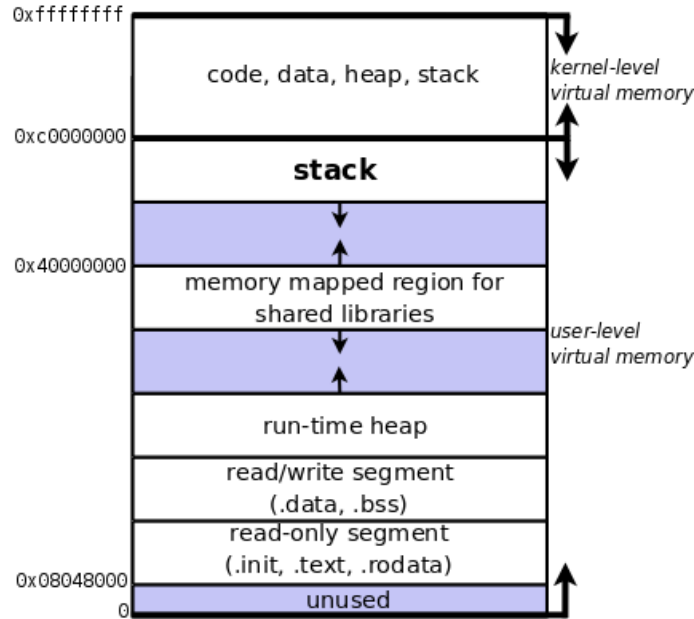 0xffffffff
code, data, heap, stack
kernel-level
virtual memory
0xc0000000
stack
0x40000000
memory mapped region for
shared libraries
user-level
virtual memory
run-time heap
read/write segment
(.data, .bss)
read-only segment
(.init, .text, .rodata)
0x08048000
unused
0